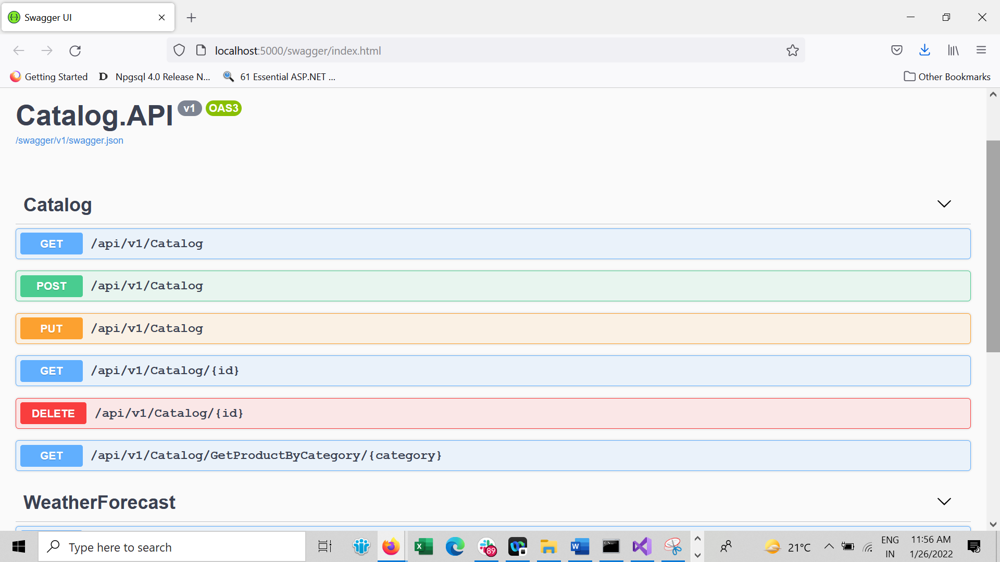 Swagger UI
localhost:5000/swagger/index.html
Getting Started
Npgsql 4.0 Release N...
61 Essential ASP.NET ...
Other Bookmarks
Catalog.API v1 OAS3
/swagger/v1/swagger.json
Catalog
GET /api/v1/Catalog
POST /api/v1/Catalog
PUT /api/v1/Catalog
GET /api/v1/Catalog/{id}
DELETE /api/v1/Catalog/{id}
GET /api/v1/Catalog/GetProductByCategory/{category}
WeatherForecast
Type here to search
89
21°C
ENG
IN
11:56 AM
1/26/2022